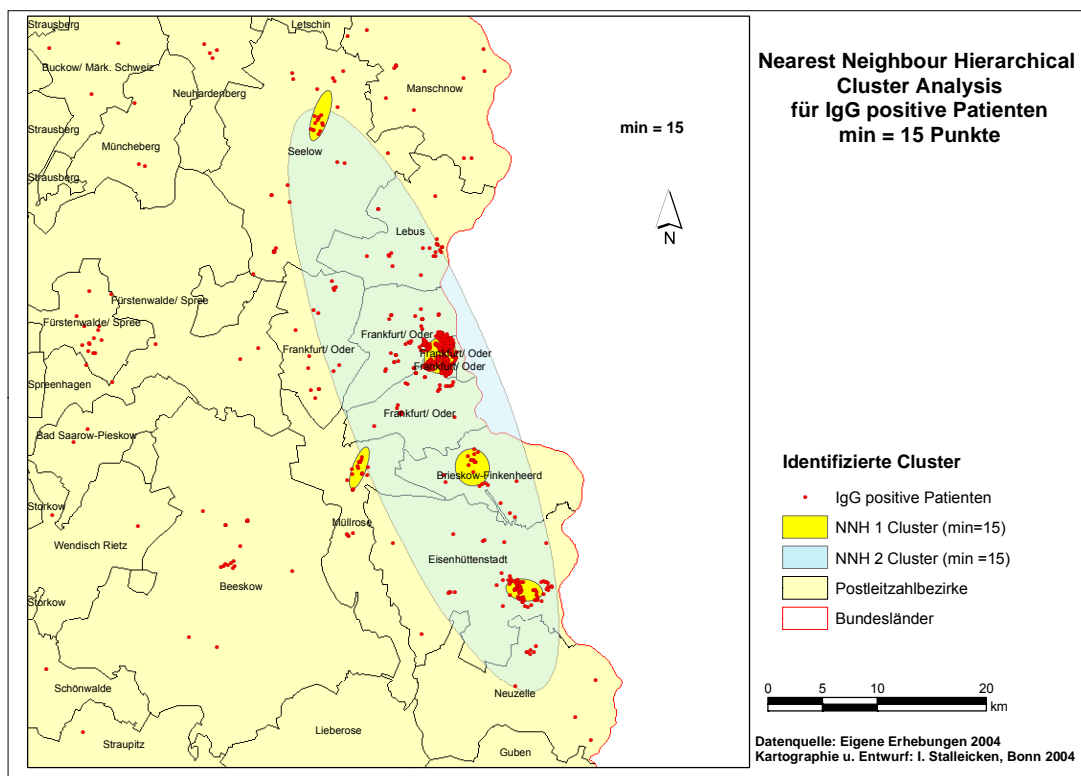 Nearest Neighbour Hierarchical
Cluster Analysis
für IgG positive Patienten
min = 15 Punkte
min = 15
N
Strausberg
Letschin
Buckow/ Märk. Schweiz
Neuhardenberg
Manschnow
Strausberg
Müncheberg
Seelow
Strausberg
Lebus
Fürstenwalde/ Spree
Fürstenwalde/ Spree
Frankfurt/ Oder
Frankfurt/ Oder
Frankfurt/ Oder
Frankfurt/ Oder
Spreenhagen
Frankfurt/ Oder
Bad Saarow-Pieskow
Brieskow-Finkenheerd
Storkow
Müllrose
Wendisch Rietz
Eisenhüttenstadt
Beeskow
Storkow
Schönwalde
Neuzelle
Lieberose
Straupitz
Guben
Identifizierte Cluster
IgG positive Patienten
NNH 1 Cluster (min=15)
NNH 2 Cluster (min =15)
Postleitzahlbezirke
Bundesländer
0 5 10 20
km
Datenquelle: Eigene Erhebungen 2004
Kartographie u. Entwurf: I. Stalleicken, Bonn 2004